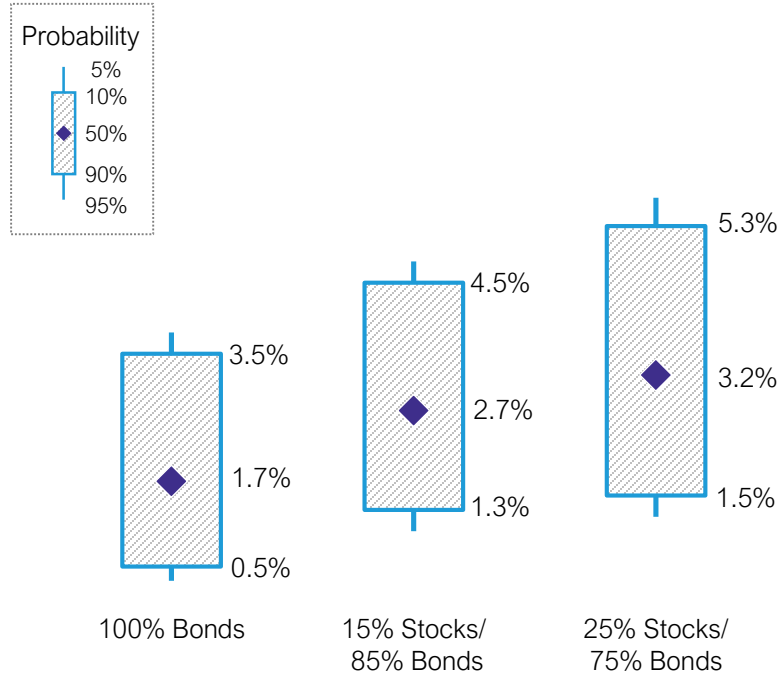 Probability
5%
10%
50%
90%
95%
3.5%
1.7%
0.5%
4.5%
2.7%
1.3%
5.3%
3.2%
1.5%
100% Bonds
15% Stocks/
85% Bonds
25% Stocks/
75% Bonds